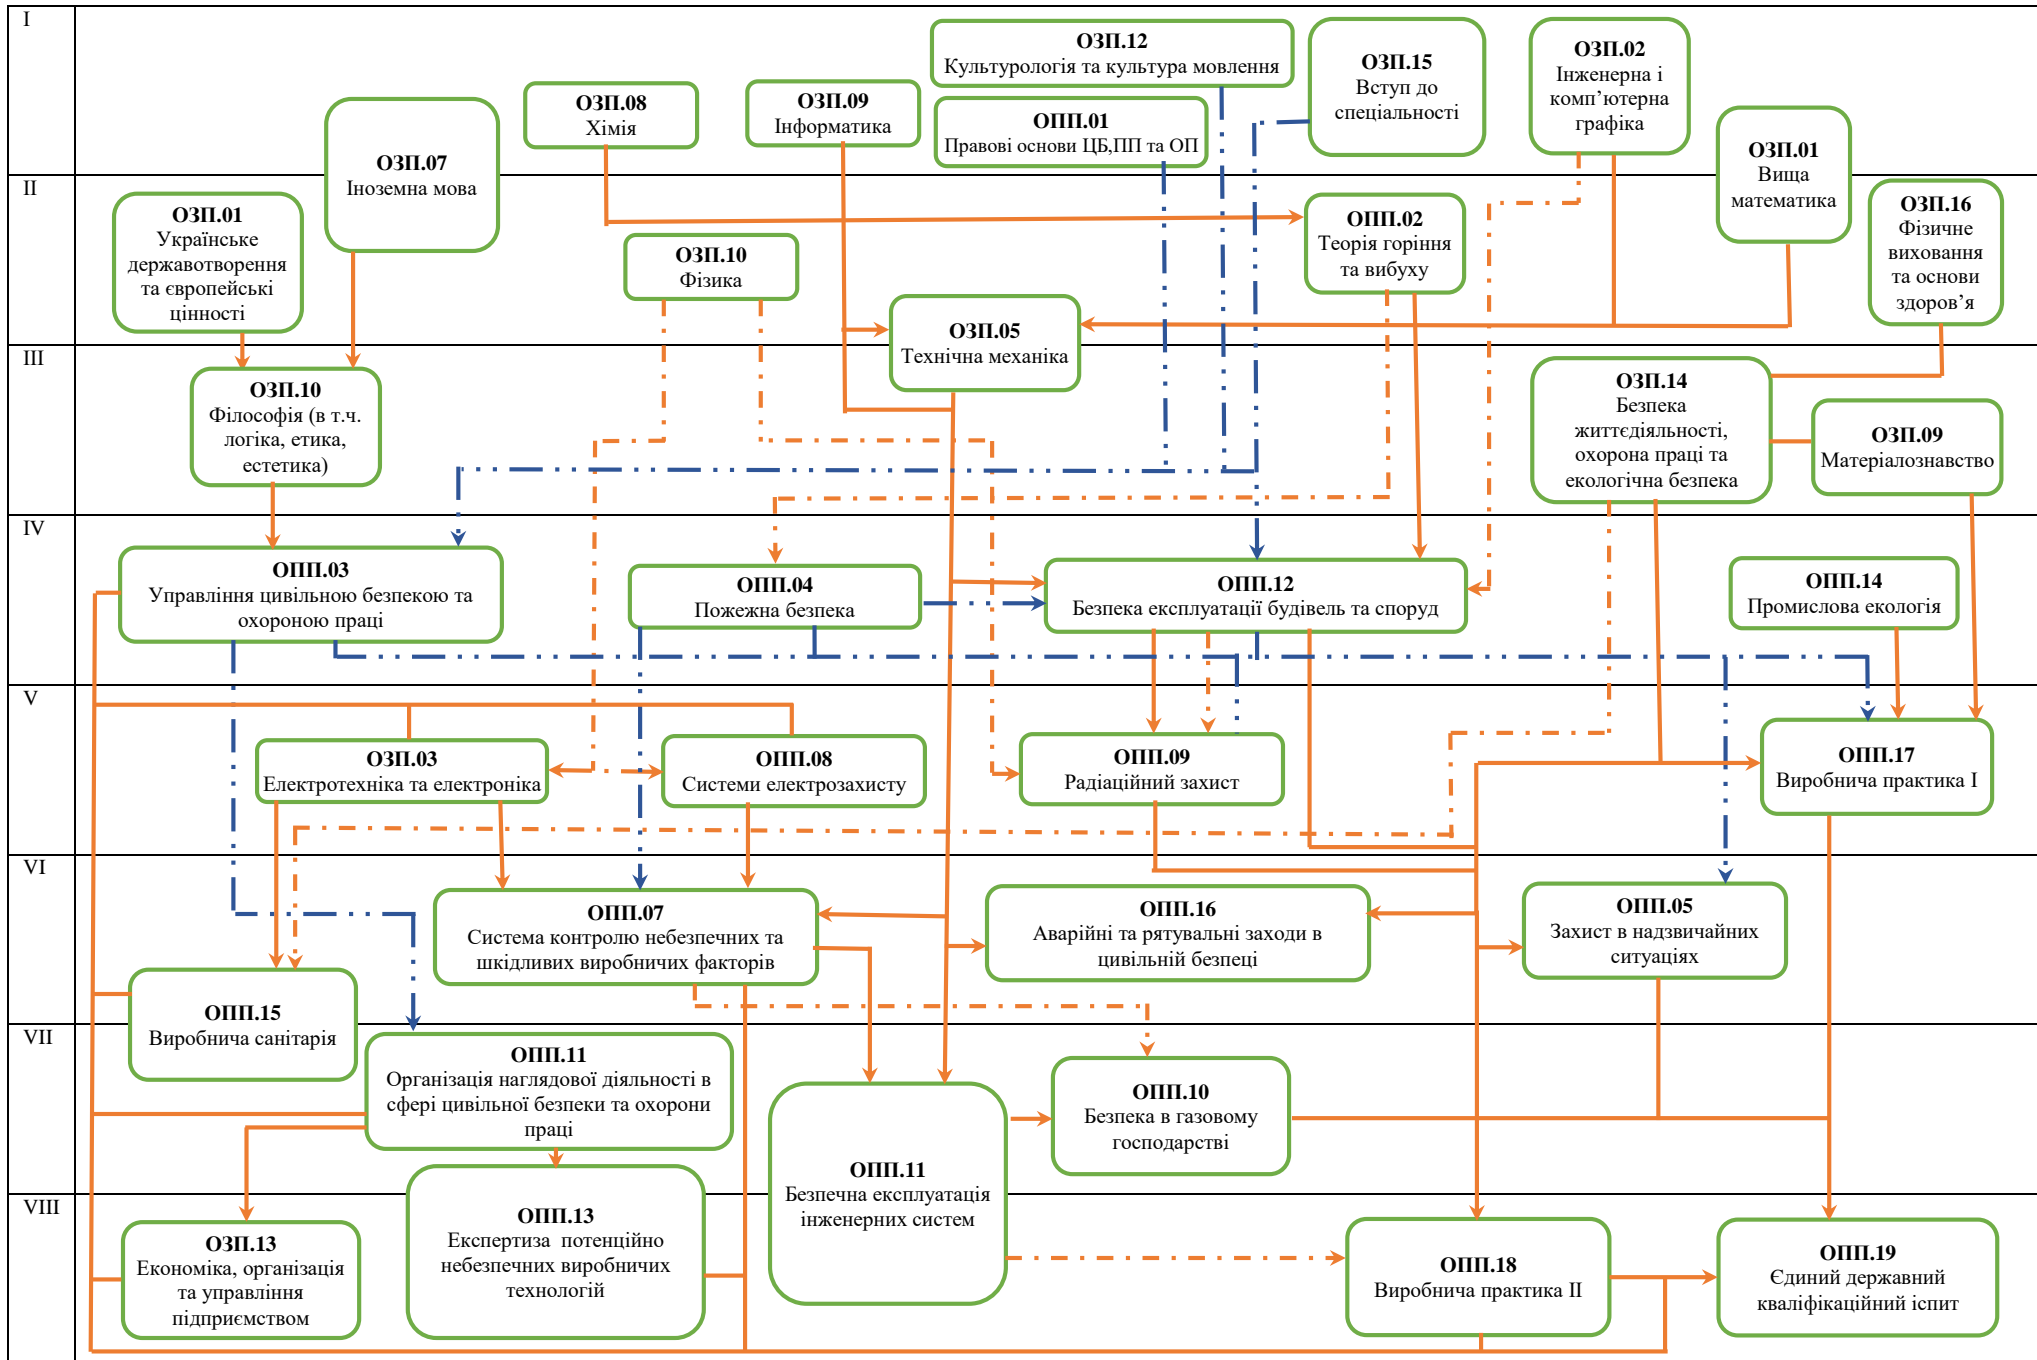 I
ОЗП.12
Культурологія та культура мовлення
ОЗП.15
Вступ до
спеціальності
ОЗП.02
Інженерна і
комп’ютерна
графіка
ОЗП.08
Хімія
ОЗП.09
Інформатика
ОПП.01
Правові основи ЦБ,ПП та ОП
ОЗП.07
Іноземна мова
ОЗП.01
Вища
математика
II
ОЗП.01
Українське
державотворення
та європейські
цінності
ОЗП.10
Фізика
ОПП.02
Теорія горіння
та вибуху
ОЗП.16
Фізичне
виховання
та основи
здоров’я
ОЗП.05
Технічна механіка
III
ОЗП.10
Філософія (в т.ч.
логіка, етика,
естетика)
ОЗП.14
Безпека
життєдіяльності,
охорона праці та
екологічна безпека
ОЗП.09
Матеріалознавство
IV
ОПП.03
Управління цивільною безпекою та
охороною праці
ОПП.04
Пожежна безпека
ОПП.12
Безпека експлуатації будівель та споруд
ОПП.14
Промислова екологія
V
ОЗП.03
Електротехніка та електроніка
ОПП.08
Системи електрозахисту
ОПП.09
Радіаційний захист
ОПП.17
Виробнича практика І
VI
ОПП.07
Система контролю небезпечних та
шкідливих виробничих факторів
ОПП.16
Аварійні та рятувальні заходи в
цивільній безпеці
ОПП.05
Захист в надзвичайних
ситуаціях
ОПП.15
Виробнича санітарія
VII
ОПП.11
Організація наглядової діяльності в
сфері цивільної безпеки та охорони
праці
ОПП.10
Безпека в газовому
господарстві
ОПП.11
Безпечна експлуатація
інженерних систем
VIII
ОЗП.13
Економіка, організація
та управління
підприємством
ОПП.13
Експертиза потенційно
небезпечних виробничих
технологій
ОПП.18
Виробнича практика ІІ
ОПП.19
Єдиний державний
кваліфікаційний іспит